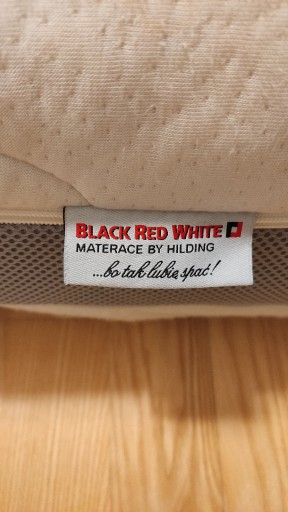 BLACK RED WHITE
MATERACE BY HILDING
...bo tak lubię spać!